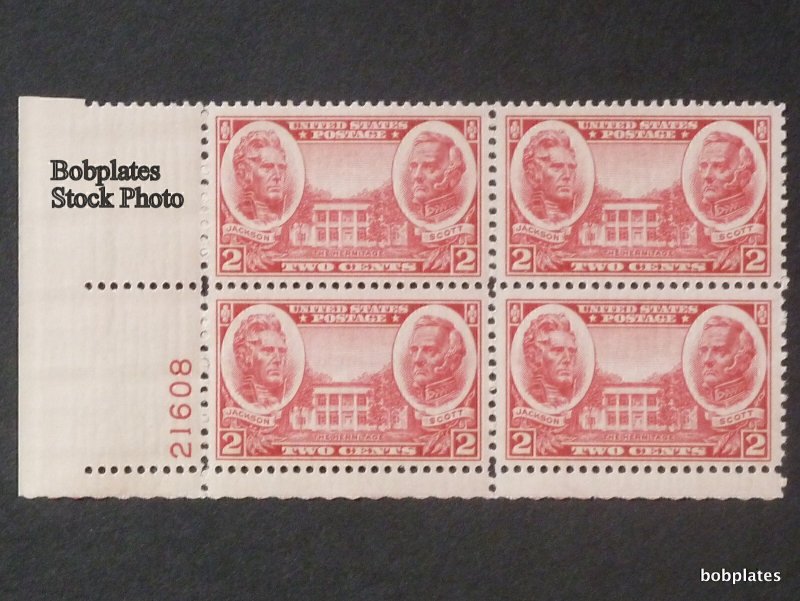 Bobplates
Stock Photo
UNITED STATES
POSTAGE
JACKSON
SCOTT
THE HERMITAGE
2 TWO CENTS 2
UNITED STATES
POSTAGE
JACKSON
SCOTT
THE HERMITAGE
2 TWO CENTS 2
21608
UNITED STATES
POSTAGE
JACKSON
SCOTT
THE HERMITAGE
2 TWO CENTS 2
UNITED STATES
POSTAGE
JACKSON
SCOTT
THE HERMITAGE
2 TWO CENTS 2
bobplates